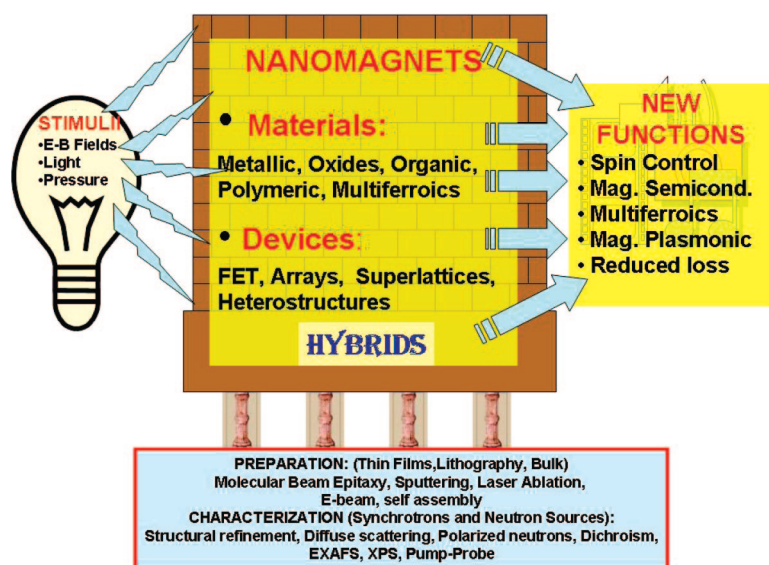 NANOMAGNETS
STIMULII
•E-B Fields
•Light
•Pressure
• Materials:
Metallic, Oxides, Organic,
Polymeric, Multiferroics
• Devices:
FET, Arrays, Superlattices,
Heterostructures
HYBRIDS
NEW
FUNCTIONS
• Spin Control
• Mag. Semicond.
• Multiferroics
• Mag. Plasmonic
• Reduced loss
PREPARATION: (Thin Films,Lithography, Bulk)
Molecular Beam Epitaxy, Sputtering, Laser Ablation,
E-beam, self assembly
CHARACTERIZATION (Synchrotrons and Neutron Sources):
Structural refinement, Diffuse scattering, Polarized neutrons, Dichroism,
EXAFS, XPS, Pump-Probe